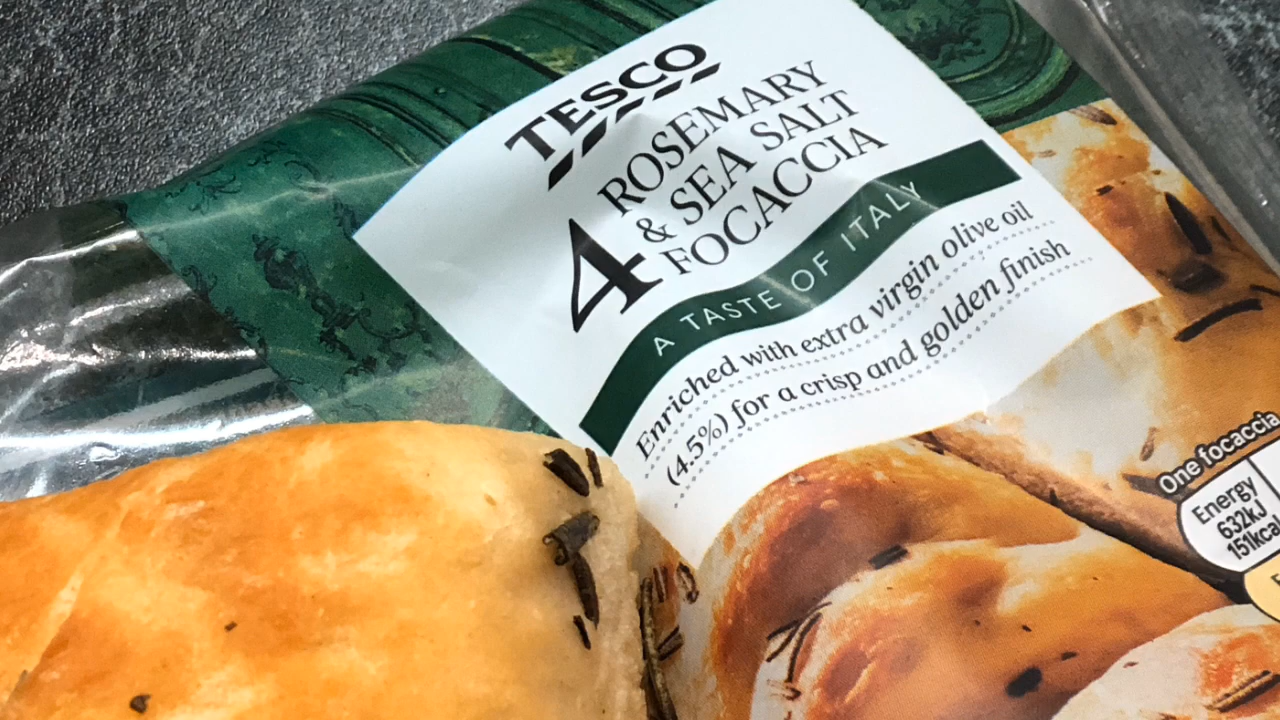 TESCO
4 ROSEMARY
& SEA SALT
FOCACCIA
A TASTE OF ITALY
Enriched with extra virgin olive oil
(4.5%) for a crisp and golden finish
One focaccia
Energy
632kJ
151kca